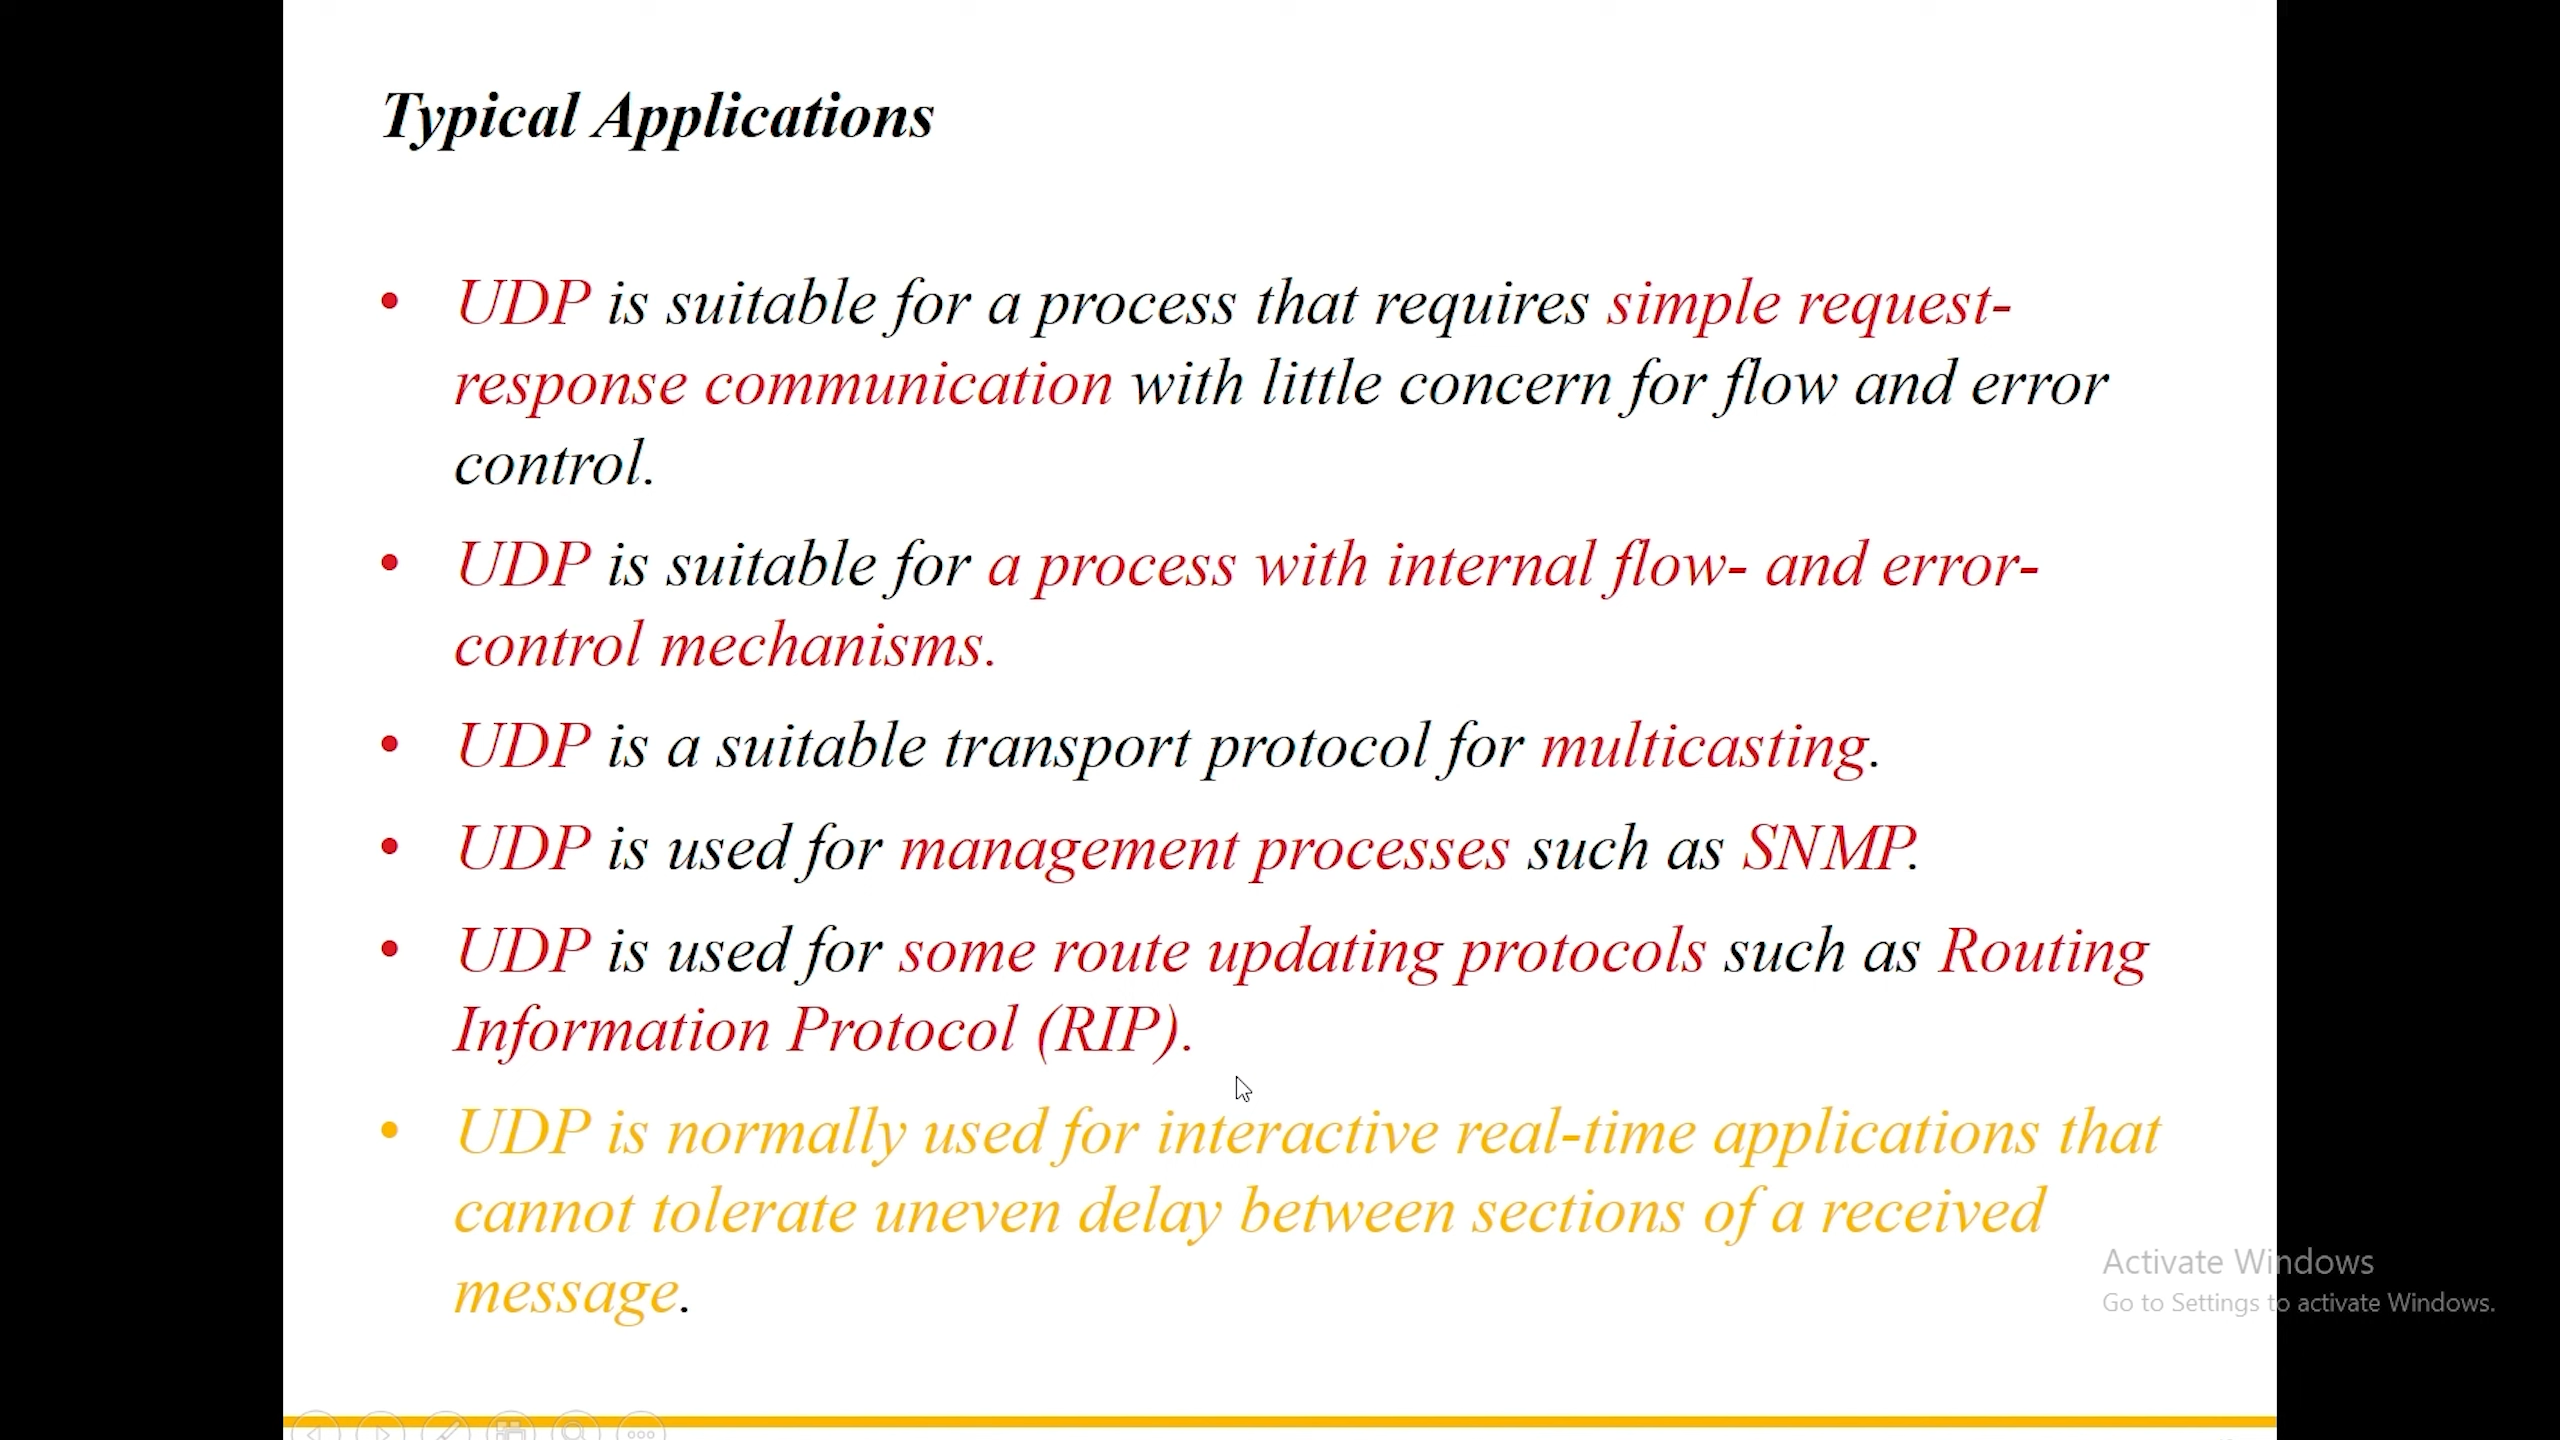 Typical Applications
• UDP is suitable for a process that requires simple request-
response communication with little concern for flow and error
control.
• UDP is suitable for a process with internal flow- and error-
control mechanisms.
• UDP is a suitable transport protocol for multicasting.
• UDP is used for management processes such as SNMP.
• UDP is used for some route updating protocols such as Routing
Information Protocol (RIP).
• UDP is normally used for interactive real-time applications that
cannot tolerate uneven delay between sections of a received
message.
Activate Windows
Go to Settings to activate Windows.